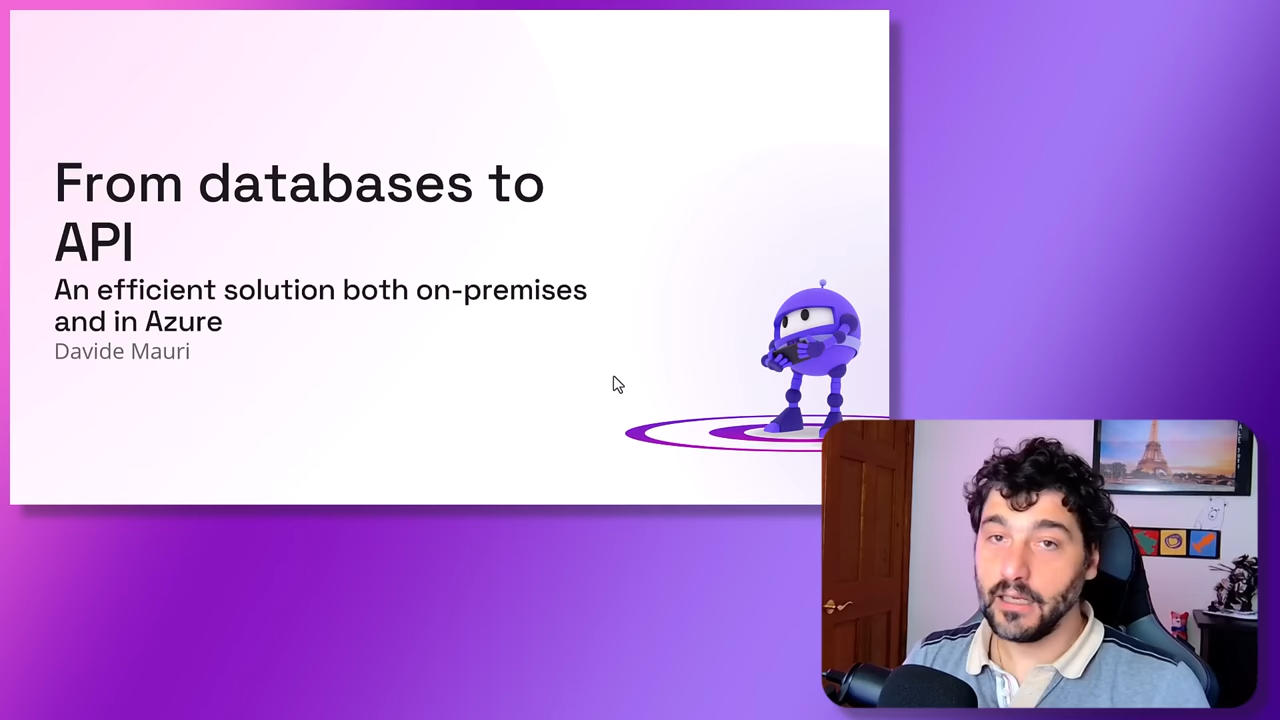 From databases to
API
An efficient solution both on-premises
and in Azure
Davide Mauri